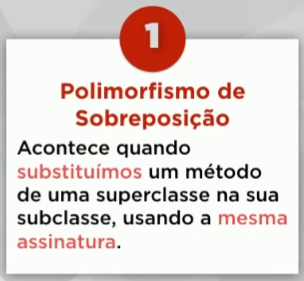 1
Polimorfismo de
Sobreposição
Acontece quando
substituímos um método
de uma superclasse na sua
subclasse, usando a mesma
assinatura.